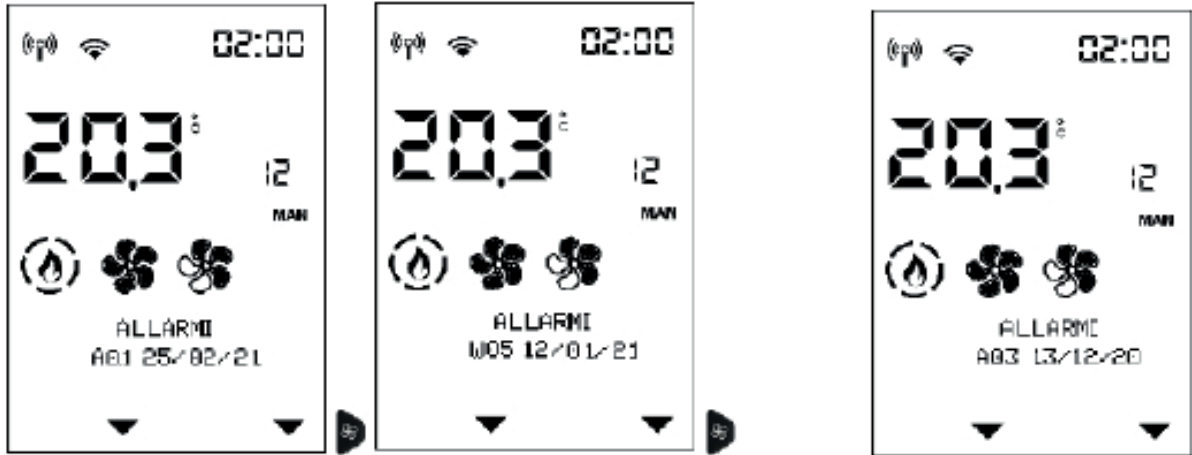 02:00
20,3 °C
12
MAN
ALLARMI
A01 25/02/21
02:00
20,3 °C
12
MAN
ALLARMI
W05 12/01/21
02:00
20,3 °C
12
MAN
ALLARMI
A03 13/12/20